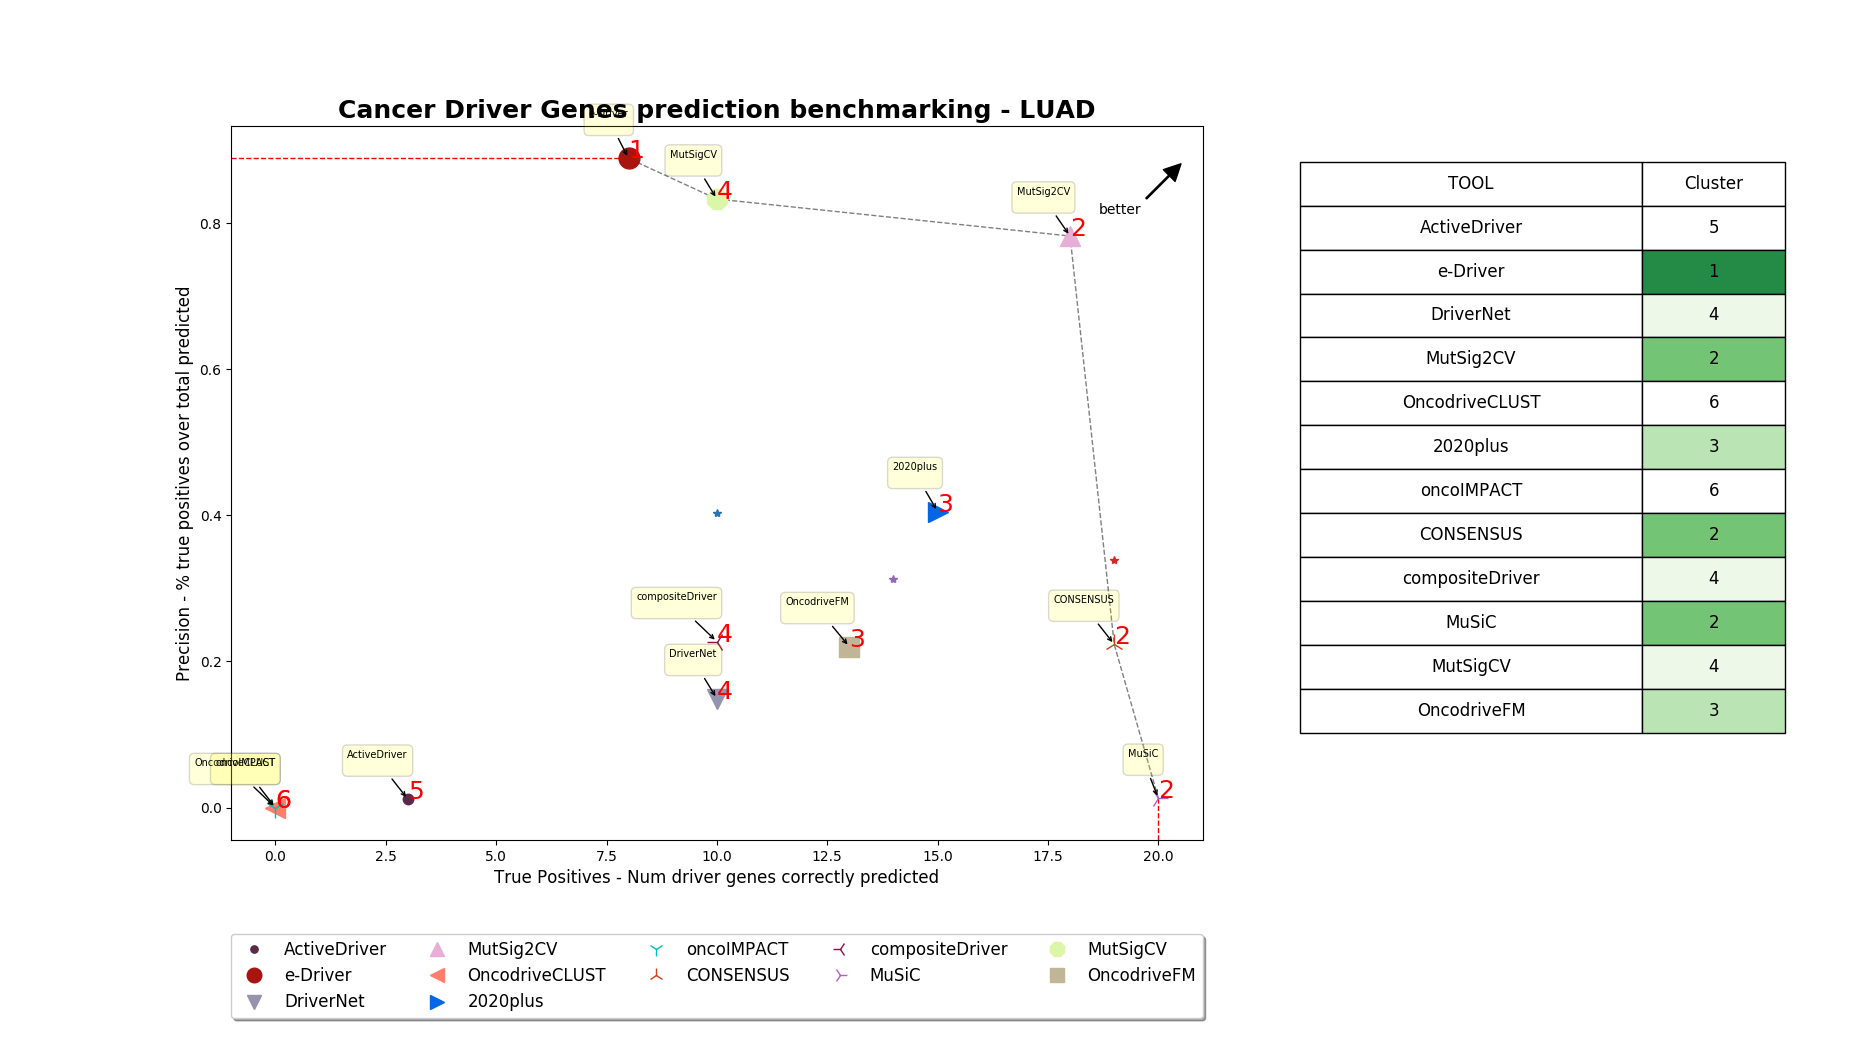 Cancer Driver Genes prediction benchmarking - LUAD
1
MutSigCV
4
MutSig2CV
2
better
2020plus
3
compositeDriver
4
OncodriveFM
3
CONSENSUS
2
DriverNet
4
ActiveDriver
5
6
MuSiC
2
Precision - % true positives over total predicted
0.8
0.6
0.4
0.2
0.0
0.0 2.5 5.0 7.5 10.0 12.5 15.0 17.5 20.0
True Positives - Num driver genes correctly predicted
ActiveDriver MutSig2CV oncoIMPACT compositeDriver MutSigCV
e-Driver OncodriveCLUST CONSENSUS MuSiC OncodriveFM
DriverNet 2020plus
TOOL Cluster
ActiveDriver 5
e-Driver 1
DriverNet 4
MutSig2CV 2
OncodriveCLUST 6
2020plus 3
oncoIMPACT 6
CONSENSUS 2
compositeDriver 4
MuSiC 2
MutSigCV 4
OncodriveFM 3